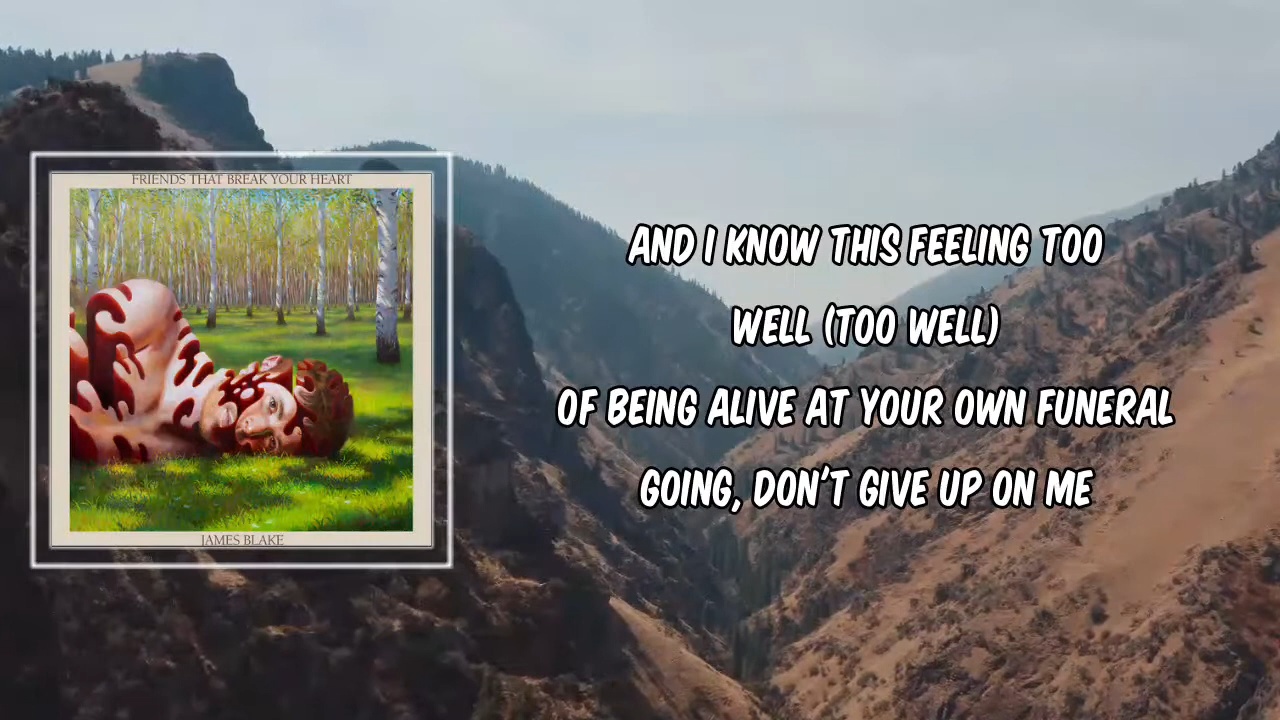 FRIENDS THAT BREAK YOUR HEART
JAMES BLAKE
AND I KNOW THIS FEELING TOO
WELL (TOO WELL)
OF BEING ALIVE AT YOUR OWN FUNERAL
GOING, DON'T GIVE UP ON ME